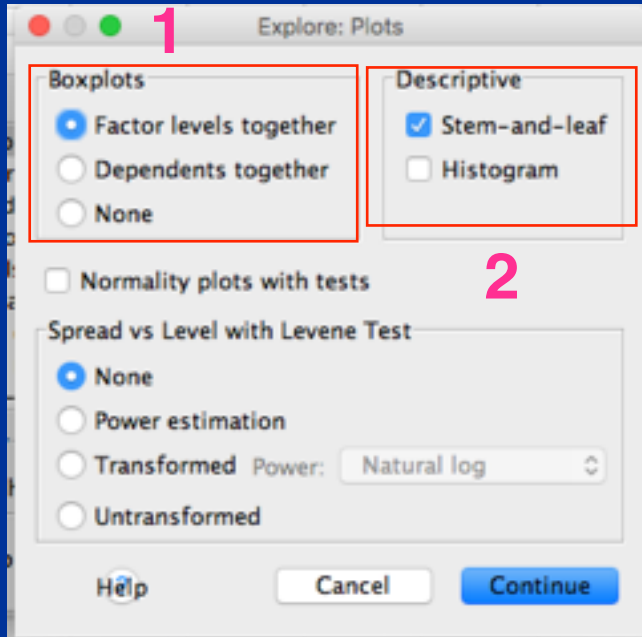 1
Explore: Plots
Boxplots
Factor levels together
Dependents together
None
Descriptive
Stem-and-leaf
Histogram
2
Normality plots with tests
Spread vs Level with Levene Test
None
Power estimation
Transformed Power: Natural log
Untransformed
Help Cancel Continue